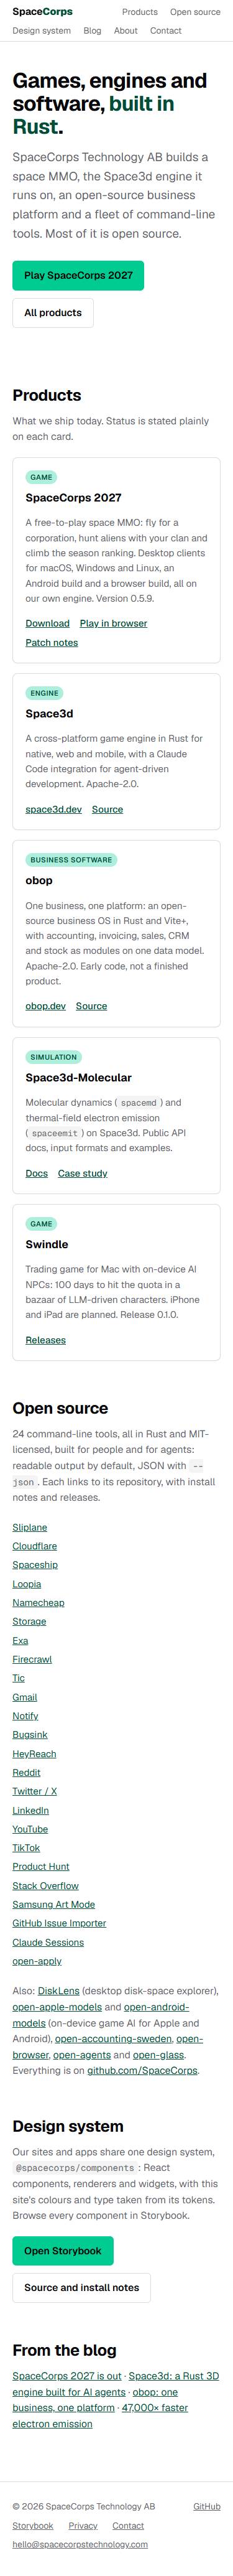 SpaceCorps
Products Open source
Design system Blog About Contact
Games, engines and
software, built in
Rust.
SpaceCorps Technology AB builds a
space MMO, the Space3d engine it
runs on, an open-source business
platform and a fleet of command-line
tools. Most of it is open source.
Play SpaceCorps 2027
All products
Products
What we ship today. Status is stated plainly
on each card.
GAME
SpaceCorps 2027
A free-to-play space MMO: fly for a
corporation, hunt aliens with your clan and
climb the season ranking. Desktop clients
for macOS, Windows and Linux, an
Android build and a browser build, all on
our own engine. Version 0.5.9.
Download Play in browser
Patch notes
ENGINE
Space3d
A cross-platform game engine in Rust for
native, web and mobile, with a Claude
Code integration for agent-driven
development. Apache-2.0.
space3d.dev Source
BUSINESS SOFTWARE
obop
One business, one platform: an open-
source business OS in Rust and Vite+,
with accounting, invoicing, sales, CRM
and stock as modules on one data model.
Apache-2.0. Early code, not a finished
product.
obop.dev Source
SIMULATION
Space3d-Molecular
Molecular dynamics ( spacemd ) and
thermal-field electron emission
( spaceemit ) on Space3d. Public API
docs, input formats and examples.
Docs Case study
GAME
Swindle
Trading game for Mac with on-device AI
NPCs: 100 days to hit the quota in a
bazaar of LLM-driven characters. iPhone
and iPad are planned. Release 0.1.0.
Releases
Open source
24 command-line tools, all in Rust and MIT-
licensed, built for people and for agents:
readable output by default, JSON with --
json . Each links to its repository, with install
notes and releases.
Sliplane
Cloudflare
Spaceship
Loopia
Namecheap
Storage
Exa
Firecrawl
Tic
Gmail
Notify
Bugsink
HeyReach
Reddit
Twitter / X
LinkedIn
YouTube
TikTok
Product Hunt
Stack Overflow
Samsung Art Mode
GitHub Issue Importer
Claude Sessions
open-apply
Also: DiskLens (desktop disk-space explorer),
open-apple-models and open-android-
models (on-device game AI for Apple and
Android), open-accounting-sweden, open-
browser, open-agents and open-glass.
Everything is on github.com/SpaceCorps.
Design system
Our sites and apps share one design system,
@spacecorps/components : React
components, renderers and widgets, with this
site's colours and type taken from its tokens.
Browse every component in Storybook.
Open Storybook
Source and install notes
From the blog
SpaceCorps 2027 is out · Space3d: a Rust 3D
engine built for AI agents · obop: one
business, one platform · 47,000× faster
electron emission
© 2026 SpaceCorps Technology AB GitHub
Storybook Privacy Contact
hello@spacecorpstechnology.com